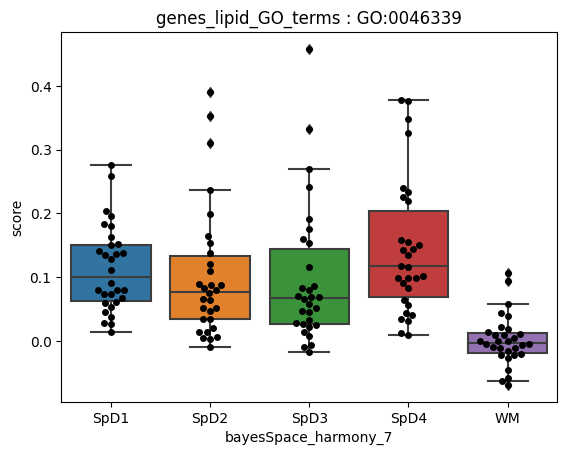 genes_lipid_GO_terms : GO:0046339
score
0.4
0.3
0.2
0.1
0.0
SpD1 SpD2 SpD3 SpD4 WM
bayesSpace_harmony_7